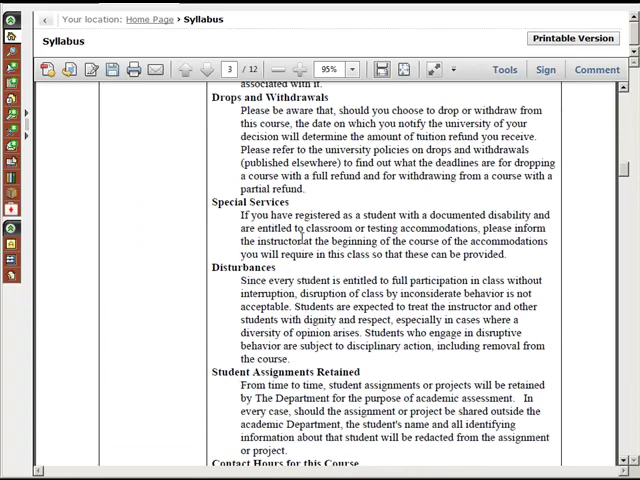 Your location: Home Page › Syllabus
Syllabus
Printable Version
3 / 12
95%
Tools Sign Comment
associated with it.
Drops and Withdrawals
Please be aware that, should you choose to drop or withdraw from
this course, the date on which you notify the university of your
decision will determine the amount of tuition refund you receive.
Please refer to the university policies on drops and withdrawals
(published elsewhere) to find out what the deadlines are for dropping
a course with a full refund and for withdrawing from a course with a
partial refund.
Special Services
If you have registered as a student with a documented disability and
are entitled to classroom or testing accommodations, please inform
the instructor at the beginning of the course of the accommodations
you will require in this class so that these can be provided.
Disturbances
Since every student is entitled to full participation in class without
interruption, disruption of class by inconsiderate behavior is not
acceptable. Students are expected to treat the instructor and other
students with dignity and respect, especially in cases where a
diversity of opinion arises. Students who engage in disruptive
behavior are subject to disciplinary action, including removal from
the course.
Student Assignments Retained
From time to time, student assignments or projects will be retained
by The Department for the purpose of academic assessment. In
every case, should the assignment or project be shared outside the
academic Department, the student's name and all identifying
information about that student will be redacted from the assignment
or project.
Contact Hours for this Course